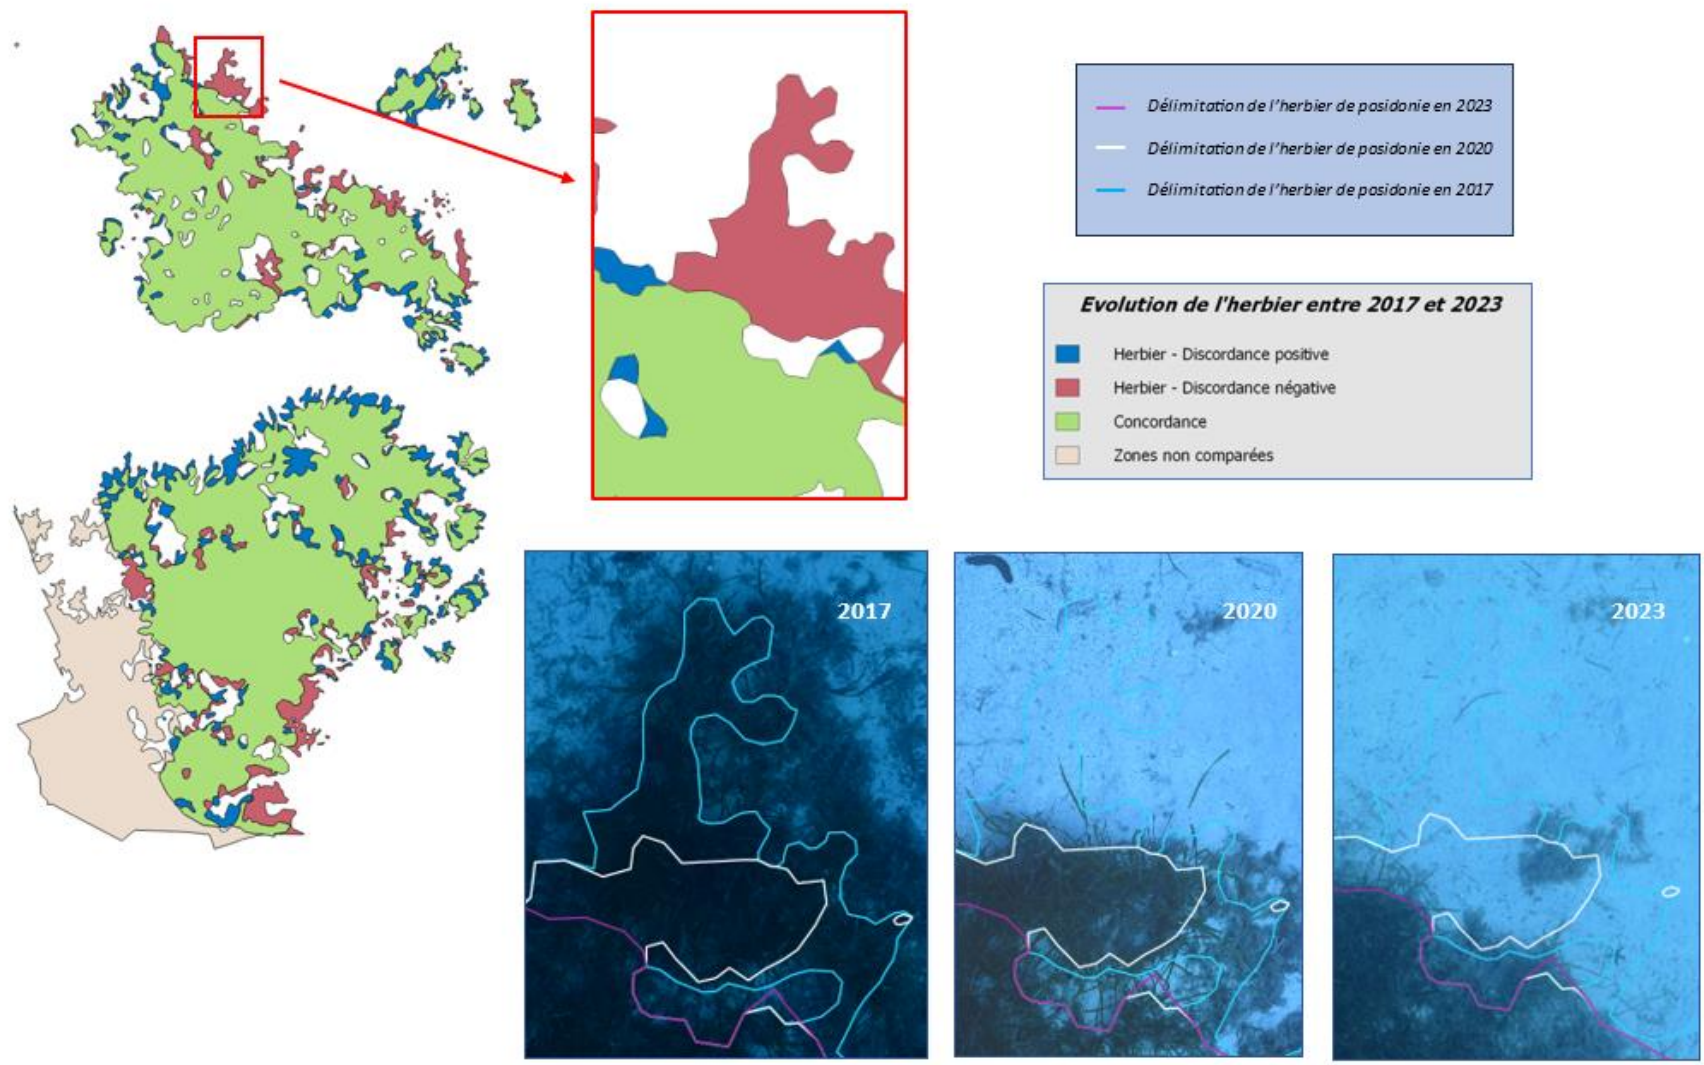 Délimitation de l'herbier de posidonie en 2023
Délimitation de l'herbier de posidonie en 2020
Délimitation de l'herbier de posidonie en 2017
Evolution de l'herbier entre 2017 et 2023
Herbier - Discordance positive
Herbier - Discordance négative
Concordance
Zones non comparées
2017
2020
2023